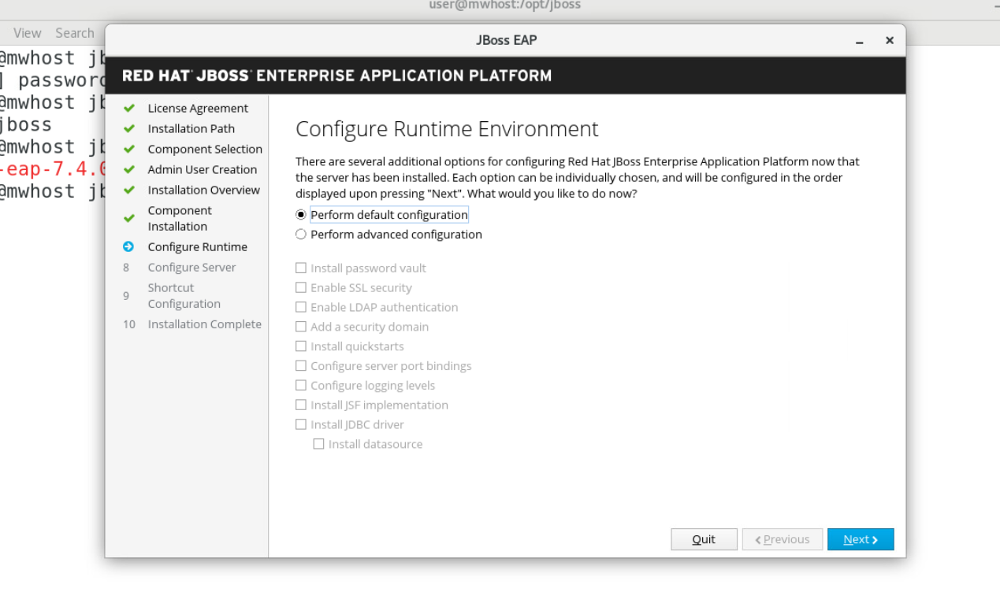 user@mwhost:/opt/jboss
View Search
@mwhost jb
] password
@mwhost jb
jboss
@mwhost jb
-eap-7.4.0
@mwhost jb
JBoss EAP
RED HAT JBOSS ENTERPRISE APPLICATION PLATFORM
License Agreement
Installation Path
Component Selection
Admin User Creation
Installation Overview
Component
Installation
Configure Runtime
8 Configure Server
9 Shortcut
Configuration
10 Installation Complete
Configure Runtime Environment
There are several additional options for configuring Red Hat JBoss Enterprise Application Platform now that
the server has been installed. Each option can be individually chosen, and will be configured in the order
displayed upon pressing "Next". What would you like to do now?
Perform default configuration
Perform advanced configuration
Install password vault
Enable SSL security
Enable LDAP authentication
Add a security domain
Install quickstarts
Configure server port bindings
Configure logging levels
Install JSF implementation
Install JDBC driver
Install datasource
Quit
Previous
Next